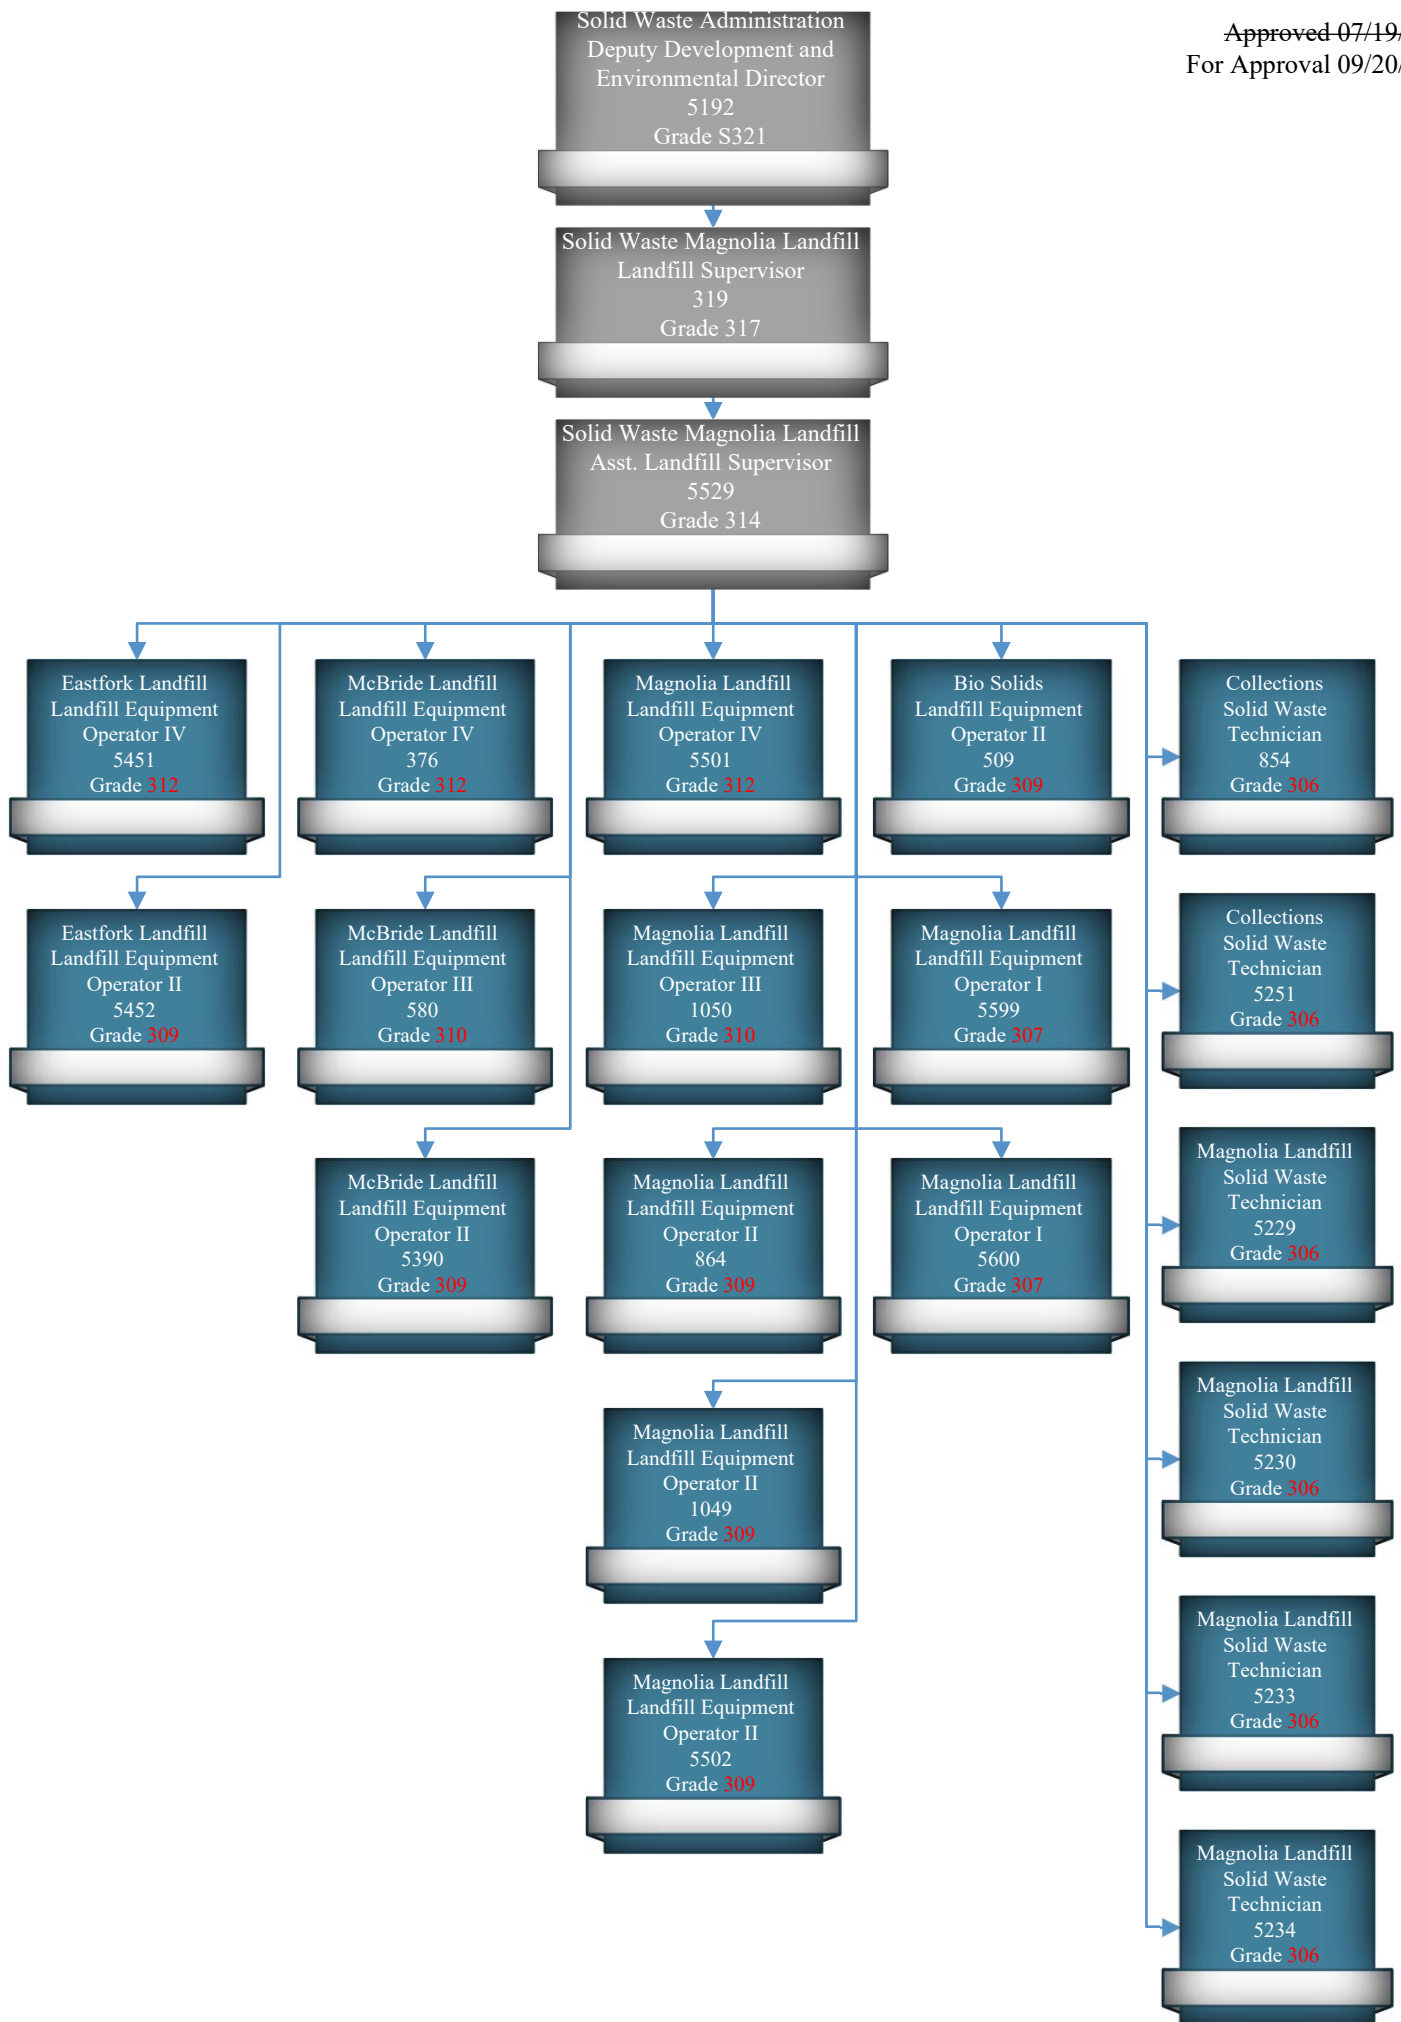 Approved 07/19/
For Approval 09/20/
Solid Waste Administration
Deputy Development and
Environmental Director
5192
Grade S321
Solid Waste Magnolia Landfill
Landfill Supervisor
319
Grade 317
Solid Waste Magnolia Landfill
Asst. Landfill Supervisor
5529
Grade 314
Eastfork Landfill
Landfill Equipment
Operator IV
5451
Grade 312
McBride Landfill
Landfill Equipment
Operator IV
376
Grade 312
Magnolia Landfill
Landfill Equipment
Operator IV
5501
Grade 312
Bio Solids
Landfill Equipment
Operator II
509
Grade 309
Collections
Solid Waste
Technician
854
Grade 306
Eastfork Landfill
Landfill Equipment
Operator II
5452
Grade 309
McBride Landfill
Landfill Equipment
Operator III
580
Grade 310
Magnolia Landfill
Landfill Equipment
Operator III
1050
Grade 310
Magnolia Landfill
Landfill Equipment
Operator I
5599
Grade 307
Collections
Solid Waste
Technician
5251
Grade 306
McBride Landfill
Landfill Equipment
Operator II
5390
Grade 309
Magnolia Landfill
Landfill Equipment
Operator II
864
Grade 309
Magnolia Landfill
Landfill Equipment
Operator I
5600
Grade 307
Magnolia Landfill
Solid Waste
Technician
5229
Grade 306
Magnolia Landfill
Landfill Equipment
Operator II
1049
Grade 309
Magnolia Landfill
Solid Waste
Technician
5230
Grade 306
Magnolia Landfill
Landfill Equipment
Operator II
5502
Grade 309
Magnolia Landfill
Solid Waste
Technician
5233
Grade 306
Magnolia Landfill
Solid Waste
Technician
5234
Grade 306